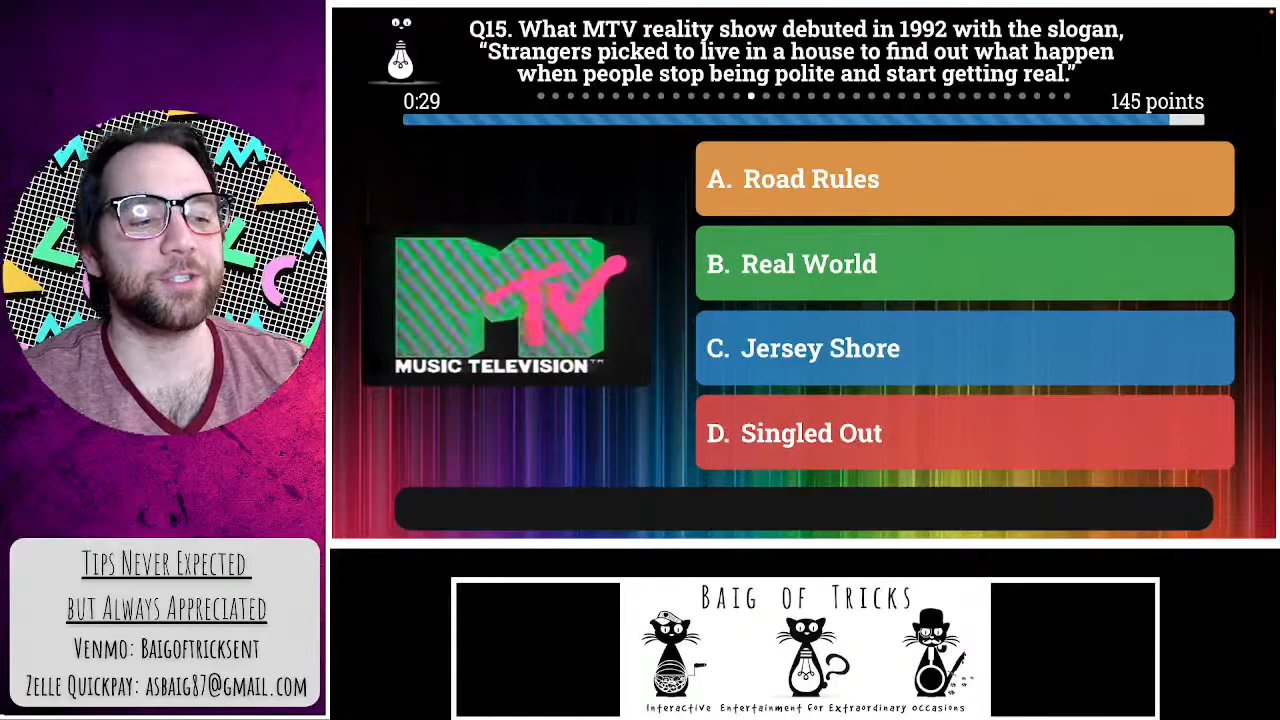 Q15. What MTV reality show debuted in 1992 with the slogan,
“Strangers picked to live in a house to find out what happen
when people stop being polite and start getting real.”
0:29
145 points
A. Road Rules
B. Real World
C. Jersey Shore
D. Singled Out
MTV
MUSIC TELEVISION™
Tips Never Expected
but Always Appreciated
Venmo: Baigoftricksent
Zelle Quickpay: asbaig87@gmail.com
Baig of Tricks
Interactive Entertainment for Extraordinary Occasions